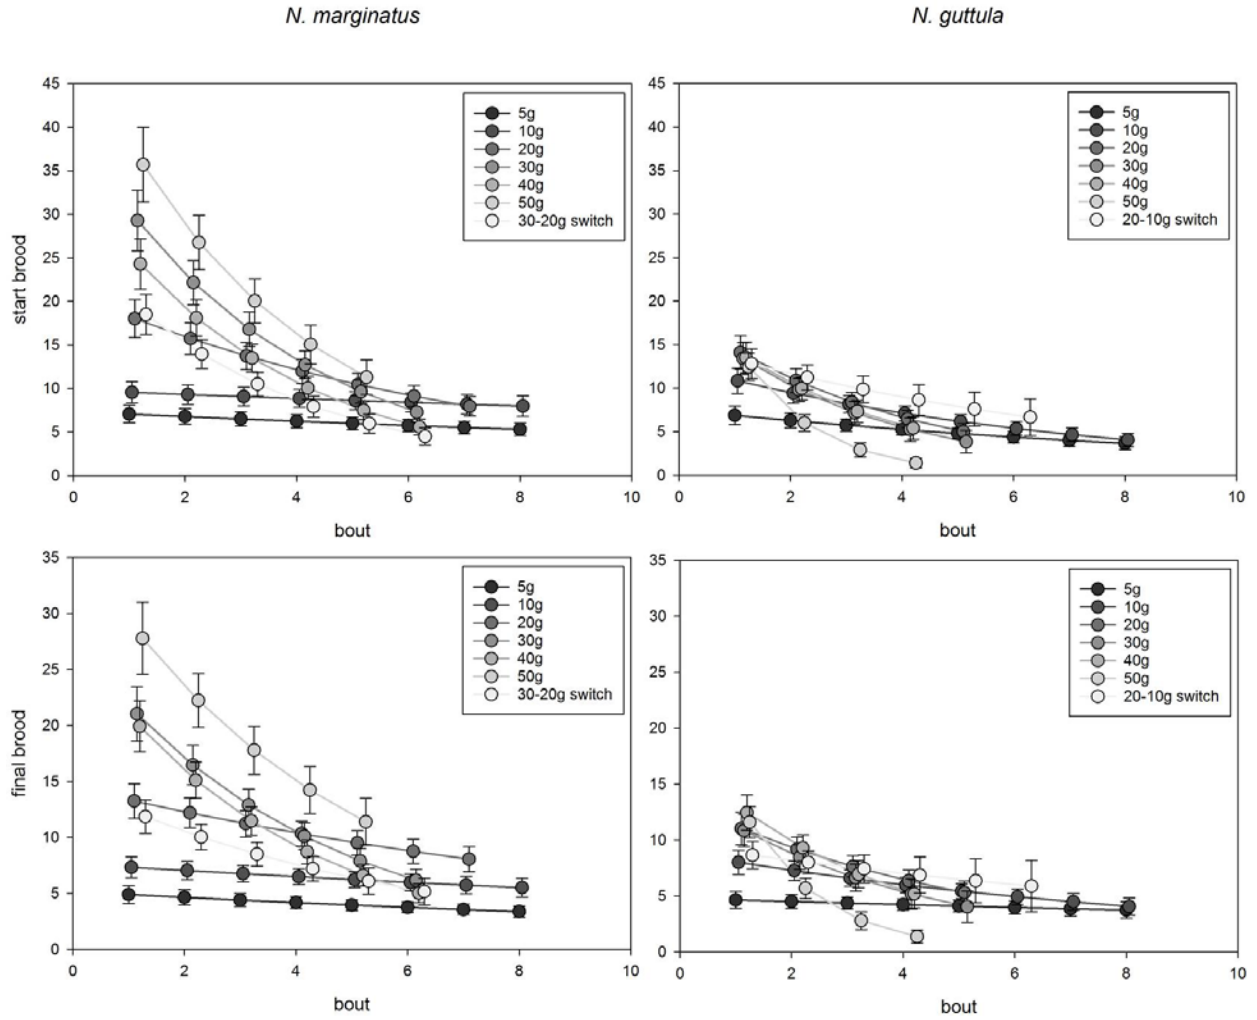 N. marginatus
N. guttula
start brood
45
40
35
30
25
20
15
10
5
0
0 2 4 6 8 10
bout
5g
10g
20g
30g
40g
50g
30-20g switch
45
40
35
30
25
20
15
10
5
0
0 2 4 6 8 10
bout
5g
10g
20g
30g
40g
50g
20-10g switch
final brood
35
30
25
20
15
10
5
0
0 2 4 6 8 10
bout
5g
10g
20g
30g
40g
50g
30-20g switch
35
30
25
20
15
10
5
0
0 2 4 6 8 10
bout
5g
10g
20g
30g
40g
50g
20-10g switch